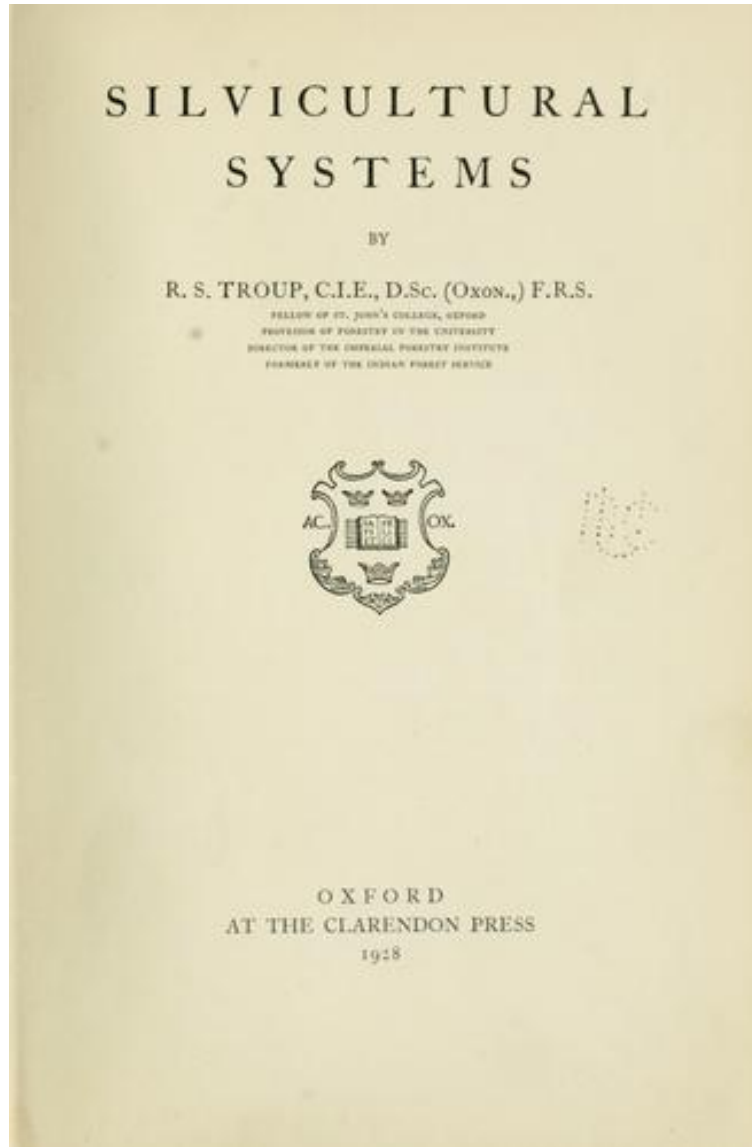 SILVICULTURAL
SYSTEMS
BY
R. S. TROUP, C.I.E., D.Sc. (Oxon.,) F.R.S.
FELLOW OF ST. JOHN'S COLLEGE, OXFORD
PROFESSOR OF FORESTRY IN THE UNIVERSITY
DIRECTOR OF THE IMPERIAL FORESTRY INSTITUTE
FORMERLY OF THE INDIAN FOREST SERVICE
AC. OX.
OXFORD
AT THE CLARENDON PRESS
1928